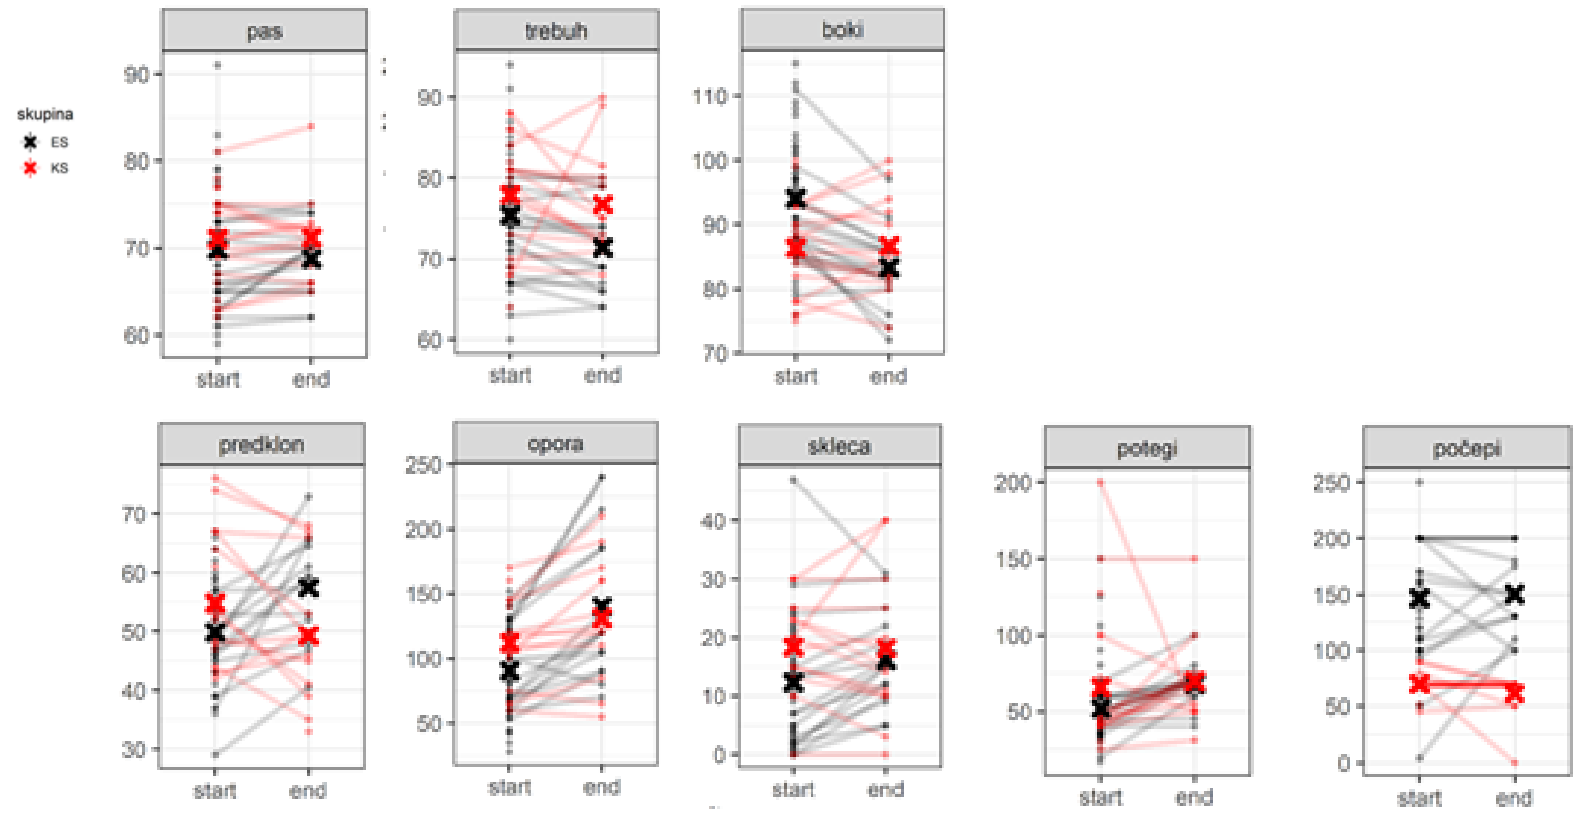 pas
trebuh
boki
skupina
ES
KS
90
80
70
60
start
end
90
80
70
60
start
end
110
100
90
80
70
start
end
predklon
opora
skleca
potegi
počepi
70
60
50
40
30
start
end
250
200
150
100
50
start
end
40
30
20
10
0
start
end
200
150
100
50
start
end
250
200
150
100
50
0
start
end